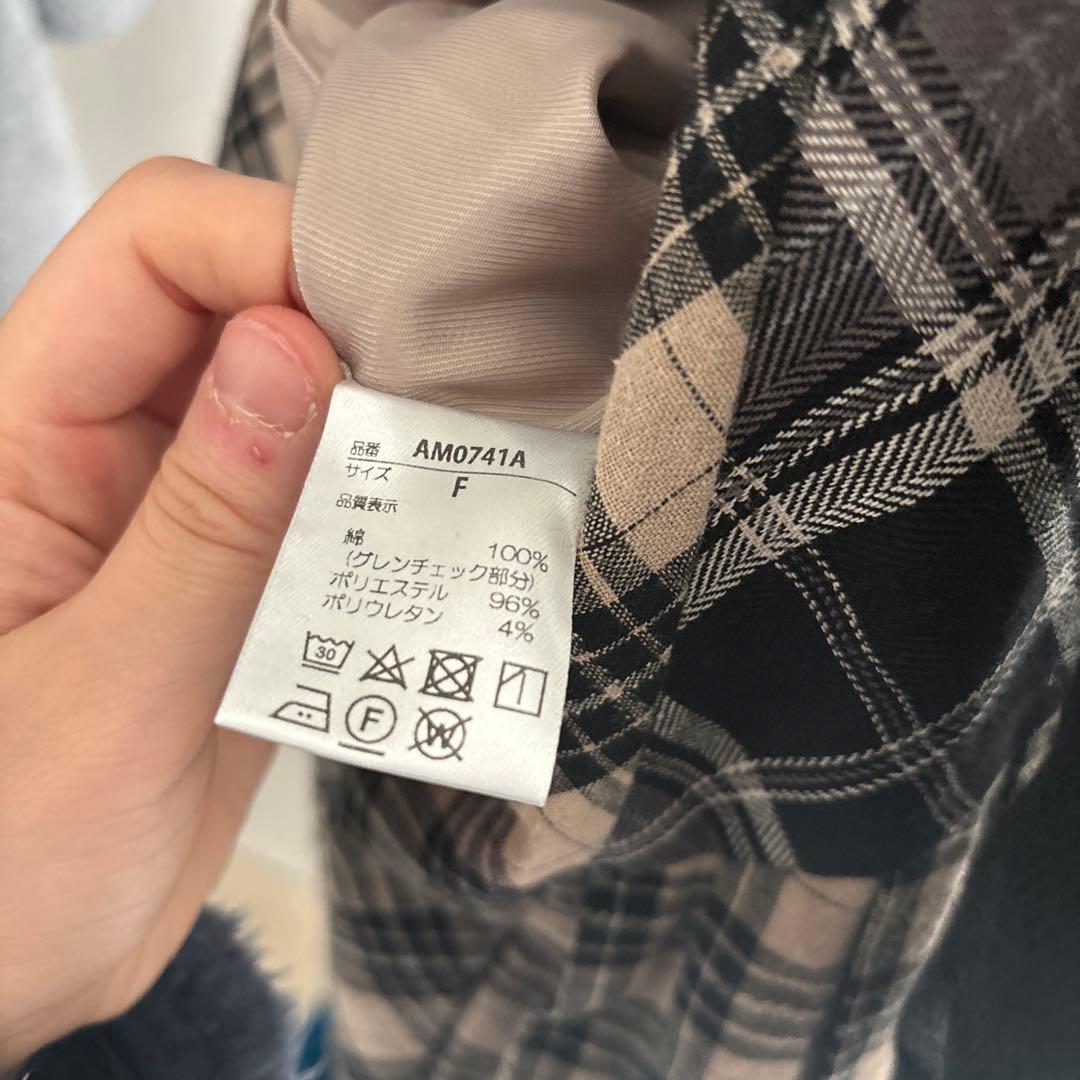 品番 AM0741A
サイズ F
品質表示
綿 100%
(グレンチェック部分)
ポリエステル 96%
ポリウレタン 4%
30
F
W